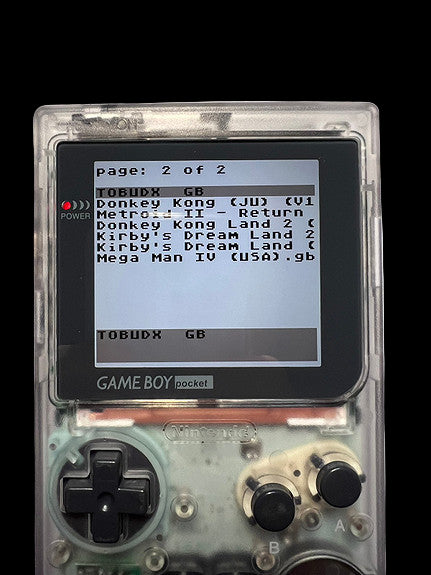 ON
page: 2 of 2
TOBUDX GB
Donkey Kong (JU) (V1
Metroid II - Return
Donkey Kong Land 2 (
Kirby's Dream Land 2
Kirby's Dream Land (
Mega Man IV (USA).gb
POWER
TOBUDX GB
GAME BOY pocket
Nintendo
A
B